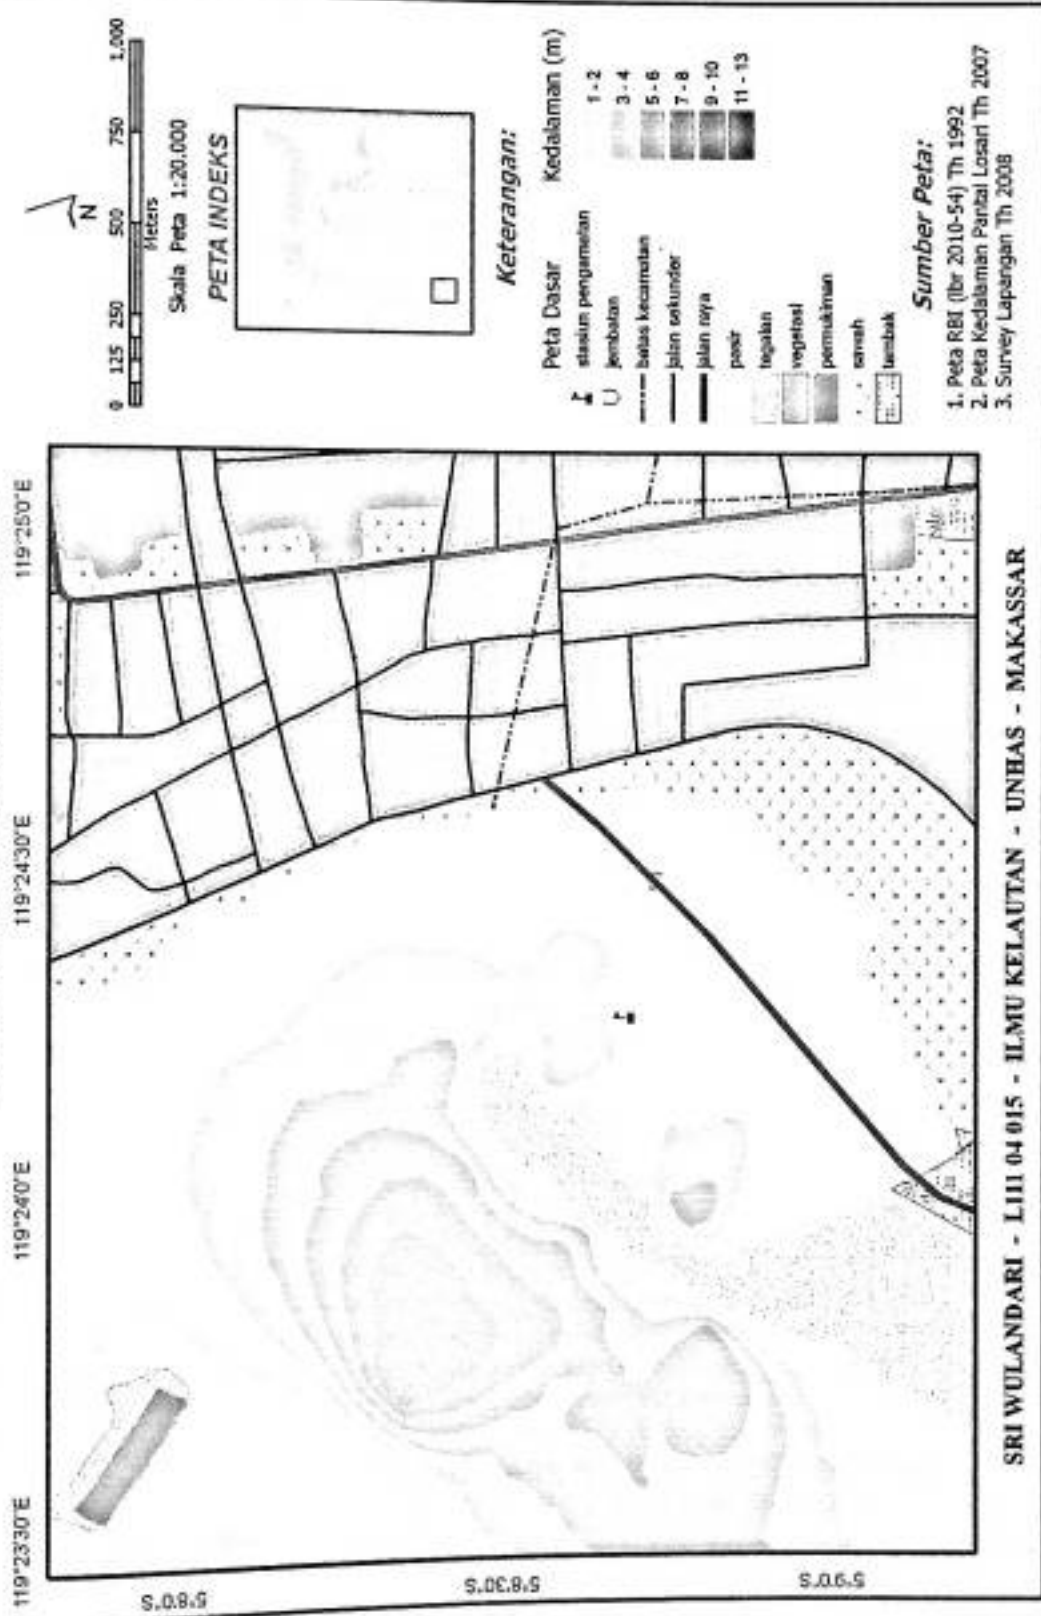 119°23'30"E
119°24'0"E
119°24'30"E
119°25'0"E
5°8'0"S
5°8'30"S
5°9'0"S
N
0 125 250 500 750 1,000
Meters
Skala Peta 1:20.000
PETA INDEKS
Keterangan:
Peta Dasar
stasiun pengamatan
jembatan
batas kecamatan
jalan sekunder
jalan raya
pasir
tegalan
vegetasi
pemukiman
sawah
tambak
Kedalaman (m)
1 - 2
3 - 4
5 - 6
7 - 8
9 - 10
11 - 13
Sumber Peta:
1. Peta RBI (lbr 2010-54) Th 1992
2. Peta Kedalaman Pantai Losari Th 2007
3. Survey Lapangan Th 2008
SRI WULANDARI - L111 04 015 - ILMU KELAUTAN - UNHAS - MAKASSAR